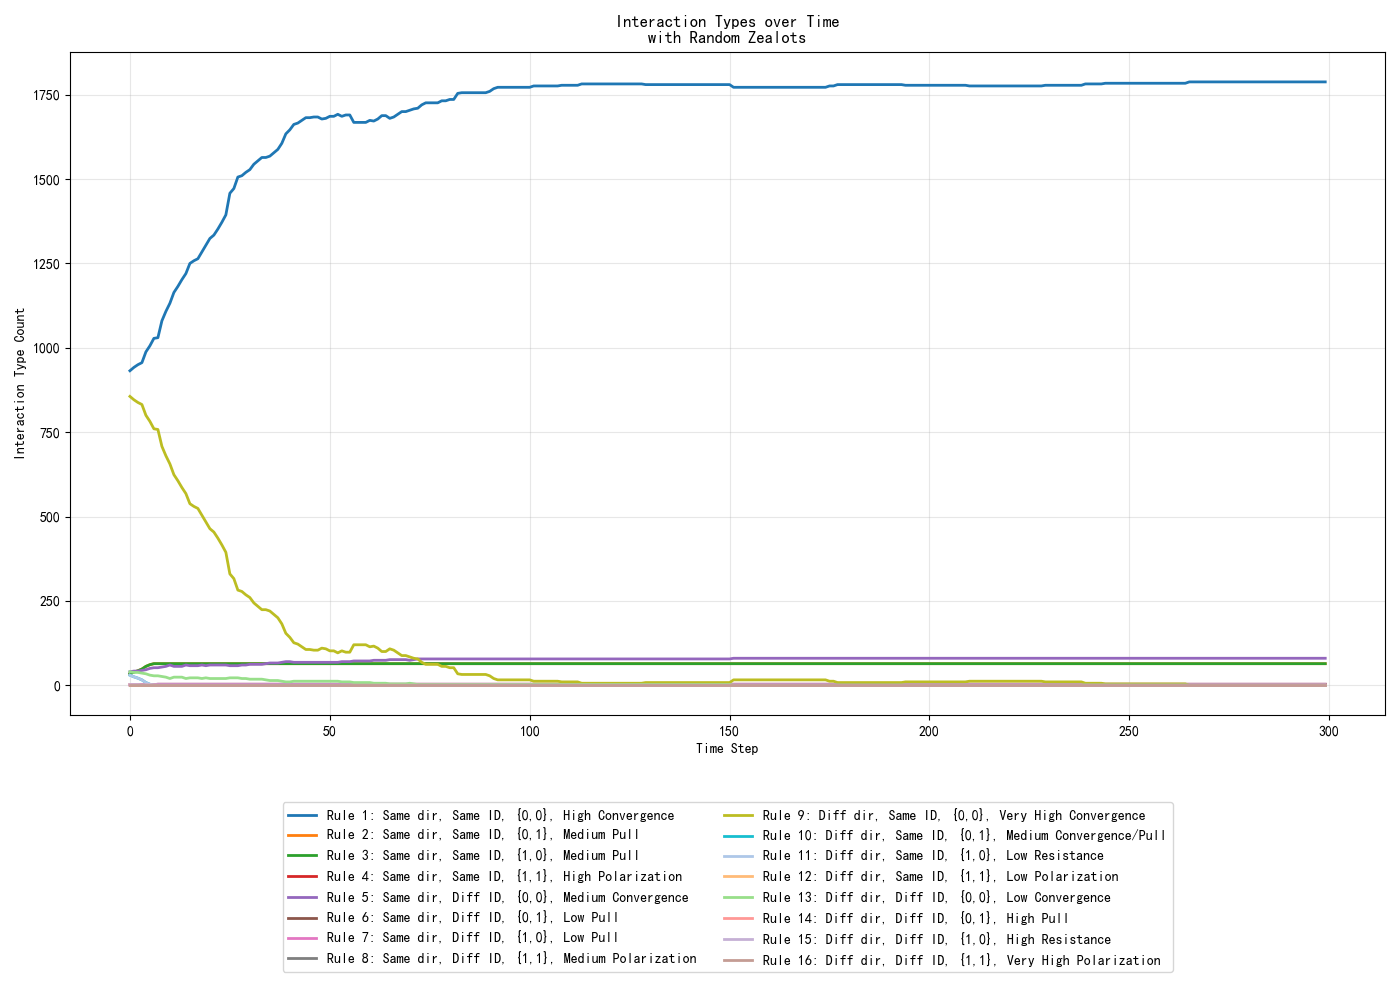 Interaction Types over Time
with Random Zealots
Interaction Type Count
1750
1500
1250
1000
750
500
250
0
0
50
100
150
200
250
300
Time Step
Rule 1: Same dir, Same ID, {0,0}, High Convergence
Rule 2: Same dir, Same ID, {0,1}, Medium Pull
Rule 3: Same dir, Same ID, {1,0}, Medium Pull
Rule 4: Same dir, Same ID, {1,1}, High Polarization
Rule 5: Same dir, Diff ID, {0,0}, Medium Convergence
Rule 6: Same dir, Diff ID, {0,1}, Low Pull
Rule 7: Same dir, Diff ID, {1,0}, Low Pull
Rule 8: Same dir, Diff ID, {1,1}, Medium Polarization
Rule 9: Diff dir, Same ID, {0,0}, Very High Convergence
Rule 10: Diff dir, Same ID, {0,1}, Medium Convergence/Pull
Rule 11: Diff dir, Same ID, {1,0}, Low Resistance
Rule 12: Diff dir, Same ID, {1,1}, Low Polarization
Rule 13: Diff dir, Diff ID, {0,0}, Low Convergence
Rule 14: Diff dir, Diff ID, {0,1}, High Pull
Rule 15: Diff dir, Diff ID, {1,0}, High Resistance
Rule 16: Diff dir, Diff ID, {1,1}, Very High Polarization